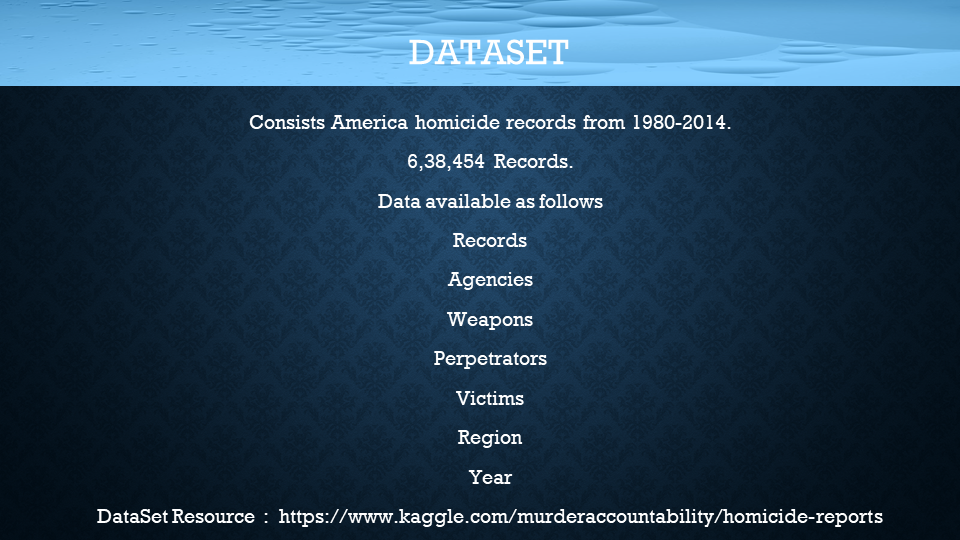 DATASET
Consists America homicide records from 1980-2014.
6,38,454 Records.
Data available as follows
Records
Agencies
Weapons
Perpetrators
Victims
Region
Year
DataSet Resource : https://www.kaggle.com/murderaccountability/homicide-reports